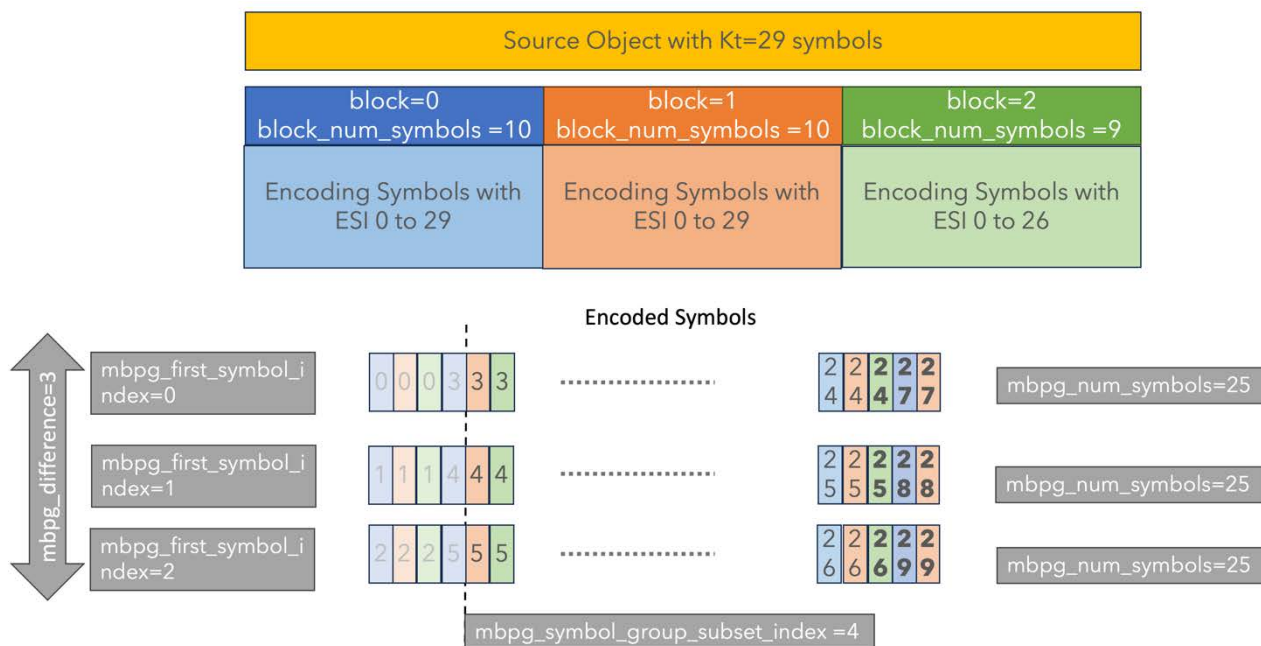 Source Object with Kt=29 symbols
block=0
block_num_symbols =10
block=1
block_num_symbols =10
block=2
block_num_symbols =9
Encoding Symbols with
ESI 0 to 29
Encoding Symbols with
ESI 0 to 29
Encoding Symbols with
ESI 0 to 26
Encoded Symbols
mbpg_difference=3
mbpg_first_symbol_i
ndex=0
0 0 0 3 3 3
2 2 2 2 2
4 4 4 7 7
mbpg_num_symbols=25
mbpg_first_symbol_i
ndex=1
1 1 1 4 4 4
2 2 2 2 2
5 5 5 8 8
mbpg_num_symbols=25
mbpg_first_symbol_i
ndex=2
2 2 2 5 5 5
2 2 2 2 2
6 6 6 9 9
mbpg_num_symbols=25
mbpg_symbol_group_subset_index =4